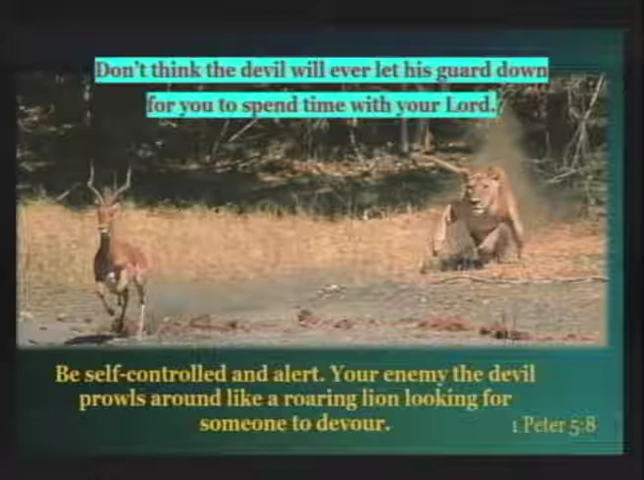 Don't think the devil will ever let his guard down
for you to spend time with your Lord.
Be self-controlled and alert. Your enemy the devil
prowls around like a roaring lion looking for
someone to devour.
1 Peter 5:8